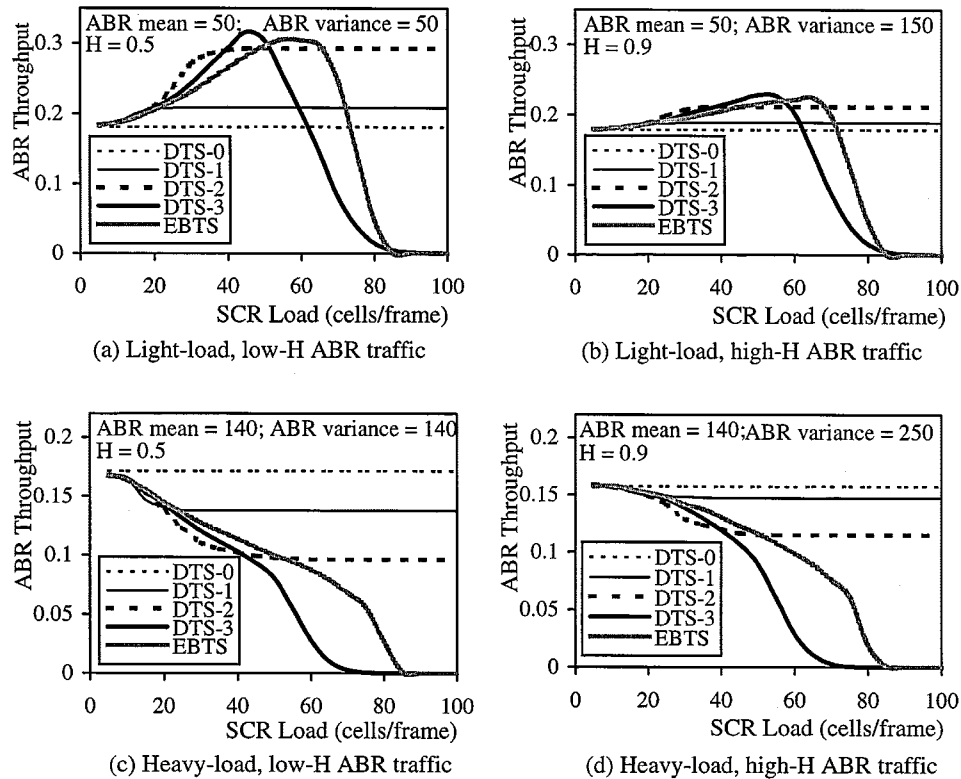 ABR mean = 50; ABR variance = 50
H = 0.5
ABR Throughput
0.3
0.2
0.1
0
DTS-0
DTS-1
DTS-2
DTS-3
EBTS
0 20 40 60 80 100
SCR Load (cells/frame)
(a) Light-load, low-H ABR traffic
ABR mean = 50; ABR variance = 150
H = 0.9
ABR Throughput
0.3
0.2
0.1
0
DTS-0
DTS-1
DTS-2
DTS-3
EBTS
0 20 40 60 80 100
SCR Load (cells/frame)
(b) Light-load, high-H ABR traffic
ABR mean = 140; ABR variance = 140
H = 0.5
ABR Throughput
0.2
0.15
0.1
0.05
0
DTS-0
DTS-1
DTS-2
DTS-3
EBTS
0 20 40 60 80 100
SCR Load (cells/frame)
(c) Heavy-load, low-H ABR traffic
ABR mean = 140;ABR variance = 250
H = 0.9
ABR Throughput
0.2
0.15
0.1
0.05
0
DTS-0
DTS-1
DTS-2
DTS-3
EBTS
0 20 40 60 80 100
SCR Load (cells/frame)
(d) Heavy-load, high-H ABR traffic